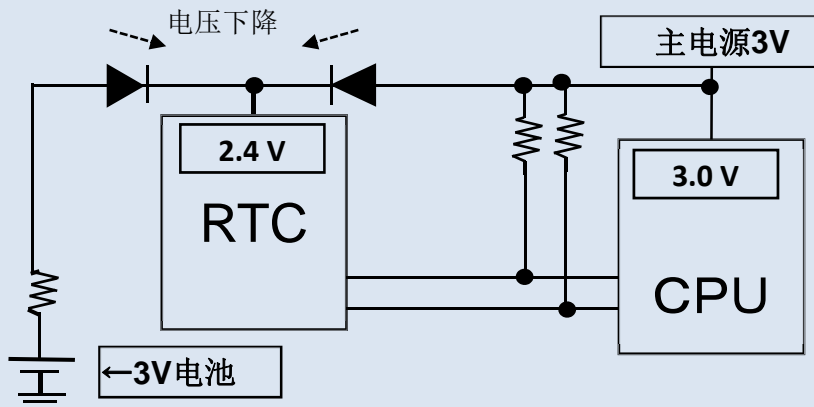 电压下降
主电源3V
2.4 V
3.0 V
RTC
CPU
←3V电池